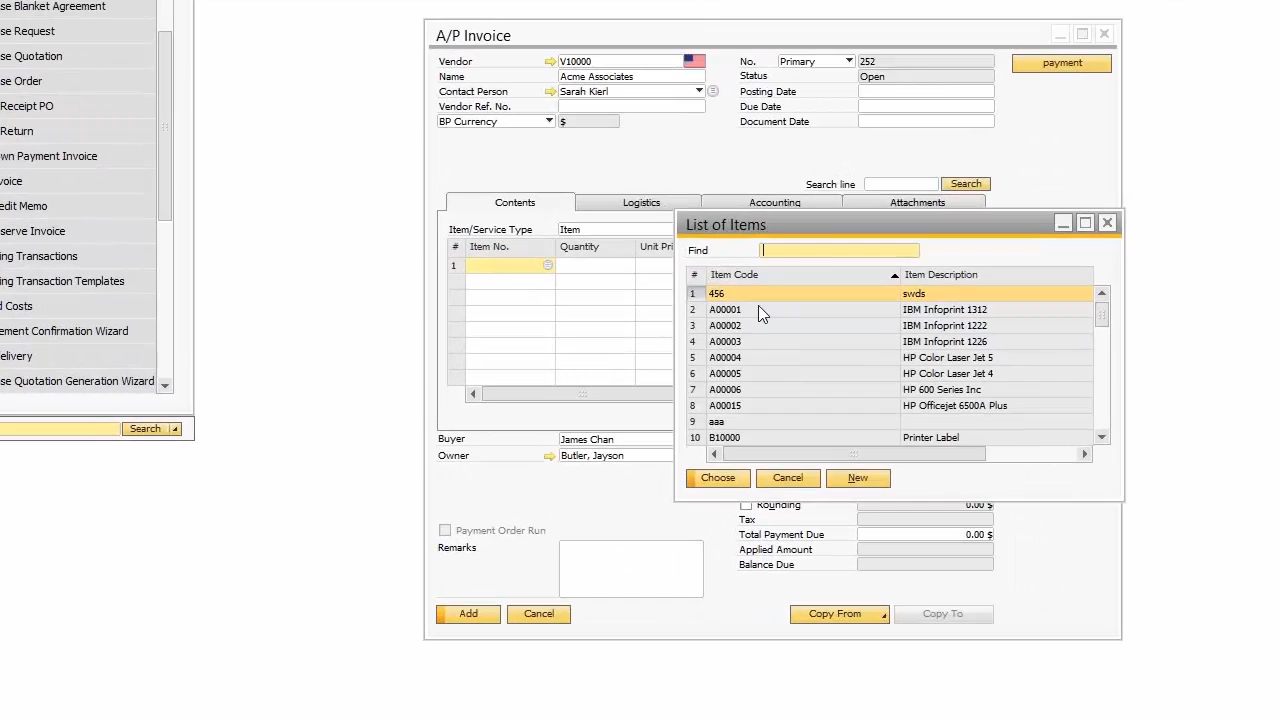 se Blanket Agreement
se Request
se Quotation
se Order
Receipt PO
Return
wn Payment Invoice
voice
edit Memo
serve Invoice
ing Transactions
ing Transaction Templates
d Costs
ement Confirmation Wizard
elivery
se Quotation Generation Wizard
Search
A/P Invoice
Vendor V10000
Name Acme Associates
Contact Person Sarah Kierl
Vendor Ref. No.
BP Currency $
No. Primary 252
Status Open
Posting Date
Due Date
Document Date
payment
Search line Search
Contents Logistics Accounting Attachments
Item/Service Type Item
# Item No. Quantity Unit Pri
1
List of Items
Find
# Item Code Item Description
1 456 swds
2 A00001 IBM Infoprint 1312
3 A00002 IBM Infoprint 1222
4 A00003 IBM Infoprint 1226
5 A00004 HP Color Laser Jet 5
6 A00005 HP Color Laser Jet 4
7 A00006 HP 600 Series Inc
8 A00015 HP Officejet 6500A Plus
9 aaa
10 B10000 Printer Label
Choose Cancel New
Buyer James Chan
Owner Butler, Jayson
Rounding 0.00 $
Tax
Total Payment Due 0.00 $
Applied Amount
Balance Due
Payment Order Run
Remarks
Add Cancel Copy From Copy To